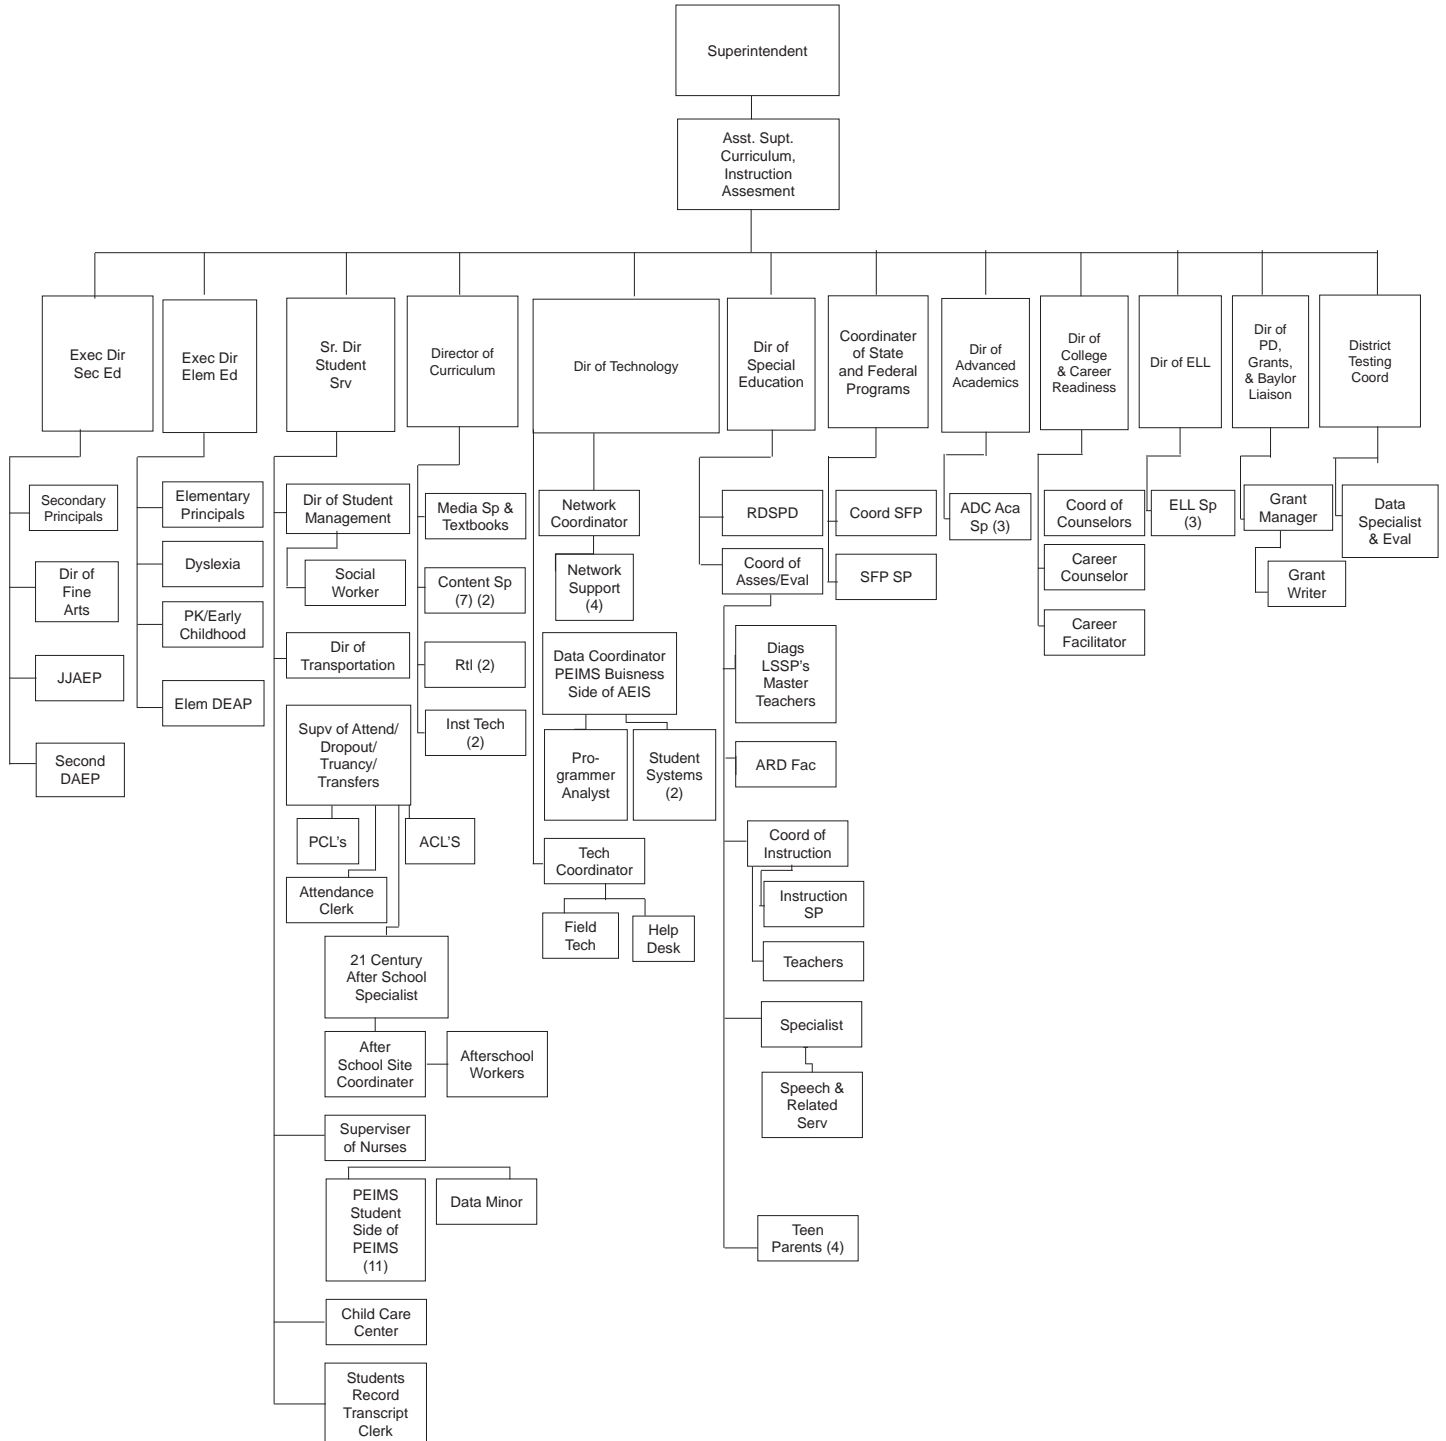 Superintendent
Asst. Supt.
Curriculum,
Instruction
Assesment
Exec Dir
Sec Ed
Exec Dir
Elem Ed
Sr. Dir
Student
Srv
Director of
Curriculum
Dir of Technology
Dir of
Special
Education
Coordinater
of State
and Federal
Programs
Dir of
Advanced
Academics
Dir of
College
& Career
Readiness
Dir of ELL
Dir of
PD,
Grants,
& Baylor
Liaison
District
Testing
Coord
Secondary
Principals
Dir of
Fine
Arts
JJAEP
Second
DAEP
Elementary
Principals
Dyslexia
PK/Early
Childhood
Elem DEAP
Dir of Student
Management
Social
Worker
Dir of
Transportation
Supv of Attend/
Dropout/
Truancy/
Transfers
PCL's
ACL'S
Attendance
Clerk
21 Century
After School
Specialist
After
School Site
Coordinater
Afterschool
Workers
Superviser
of Nurses
PEIMS
Student
Side of
PEIMS
(11)
Data Minor
Child Care
Center
Students
Record
Transcript
Clerk
Media Sp &
Textbooks
Content Sp
(7) (2)
RtI (2)
Inst Tech
(2)
Network
Coordinator
Network
Support
(4)
Data Coordinator
PEIMS Buisness
Side of AEIS
Pro-
grammer
Analyst
Student
Systems
(2)
Tech
Coordinator
Field
Tech
Help
Desk
RDSPD
Coord of
Asses/Eval
Diags
LSSP's
Master
Teachers
ARD Fac
Coord of
Instruction
Instruction
SP
Teachers
Specialist
Speech &
Related
Serv
Teen
Parents (4)
Coord SFP
SFP SP
ADC Aca
Sp (3)
Coord of
Counselors
Career
Counselor
Career
Facilitator
ELL Sp
(3)
Grant
Manager
Grant
Writer
Data
Specialist
& Eval